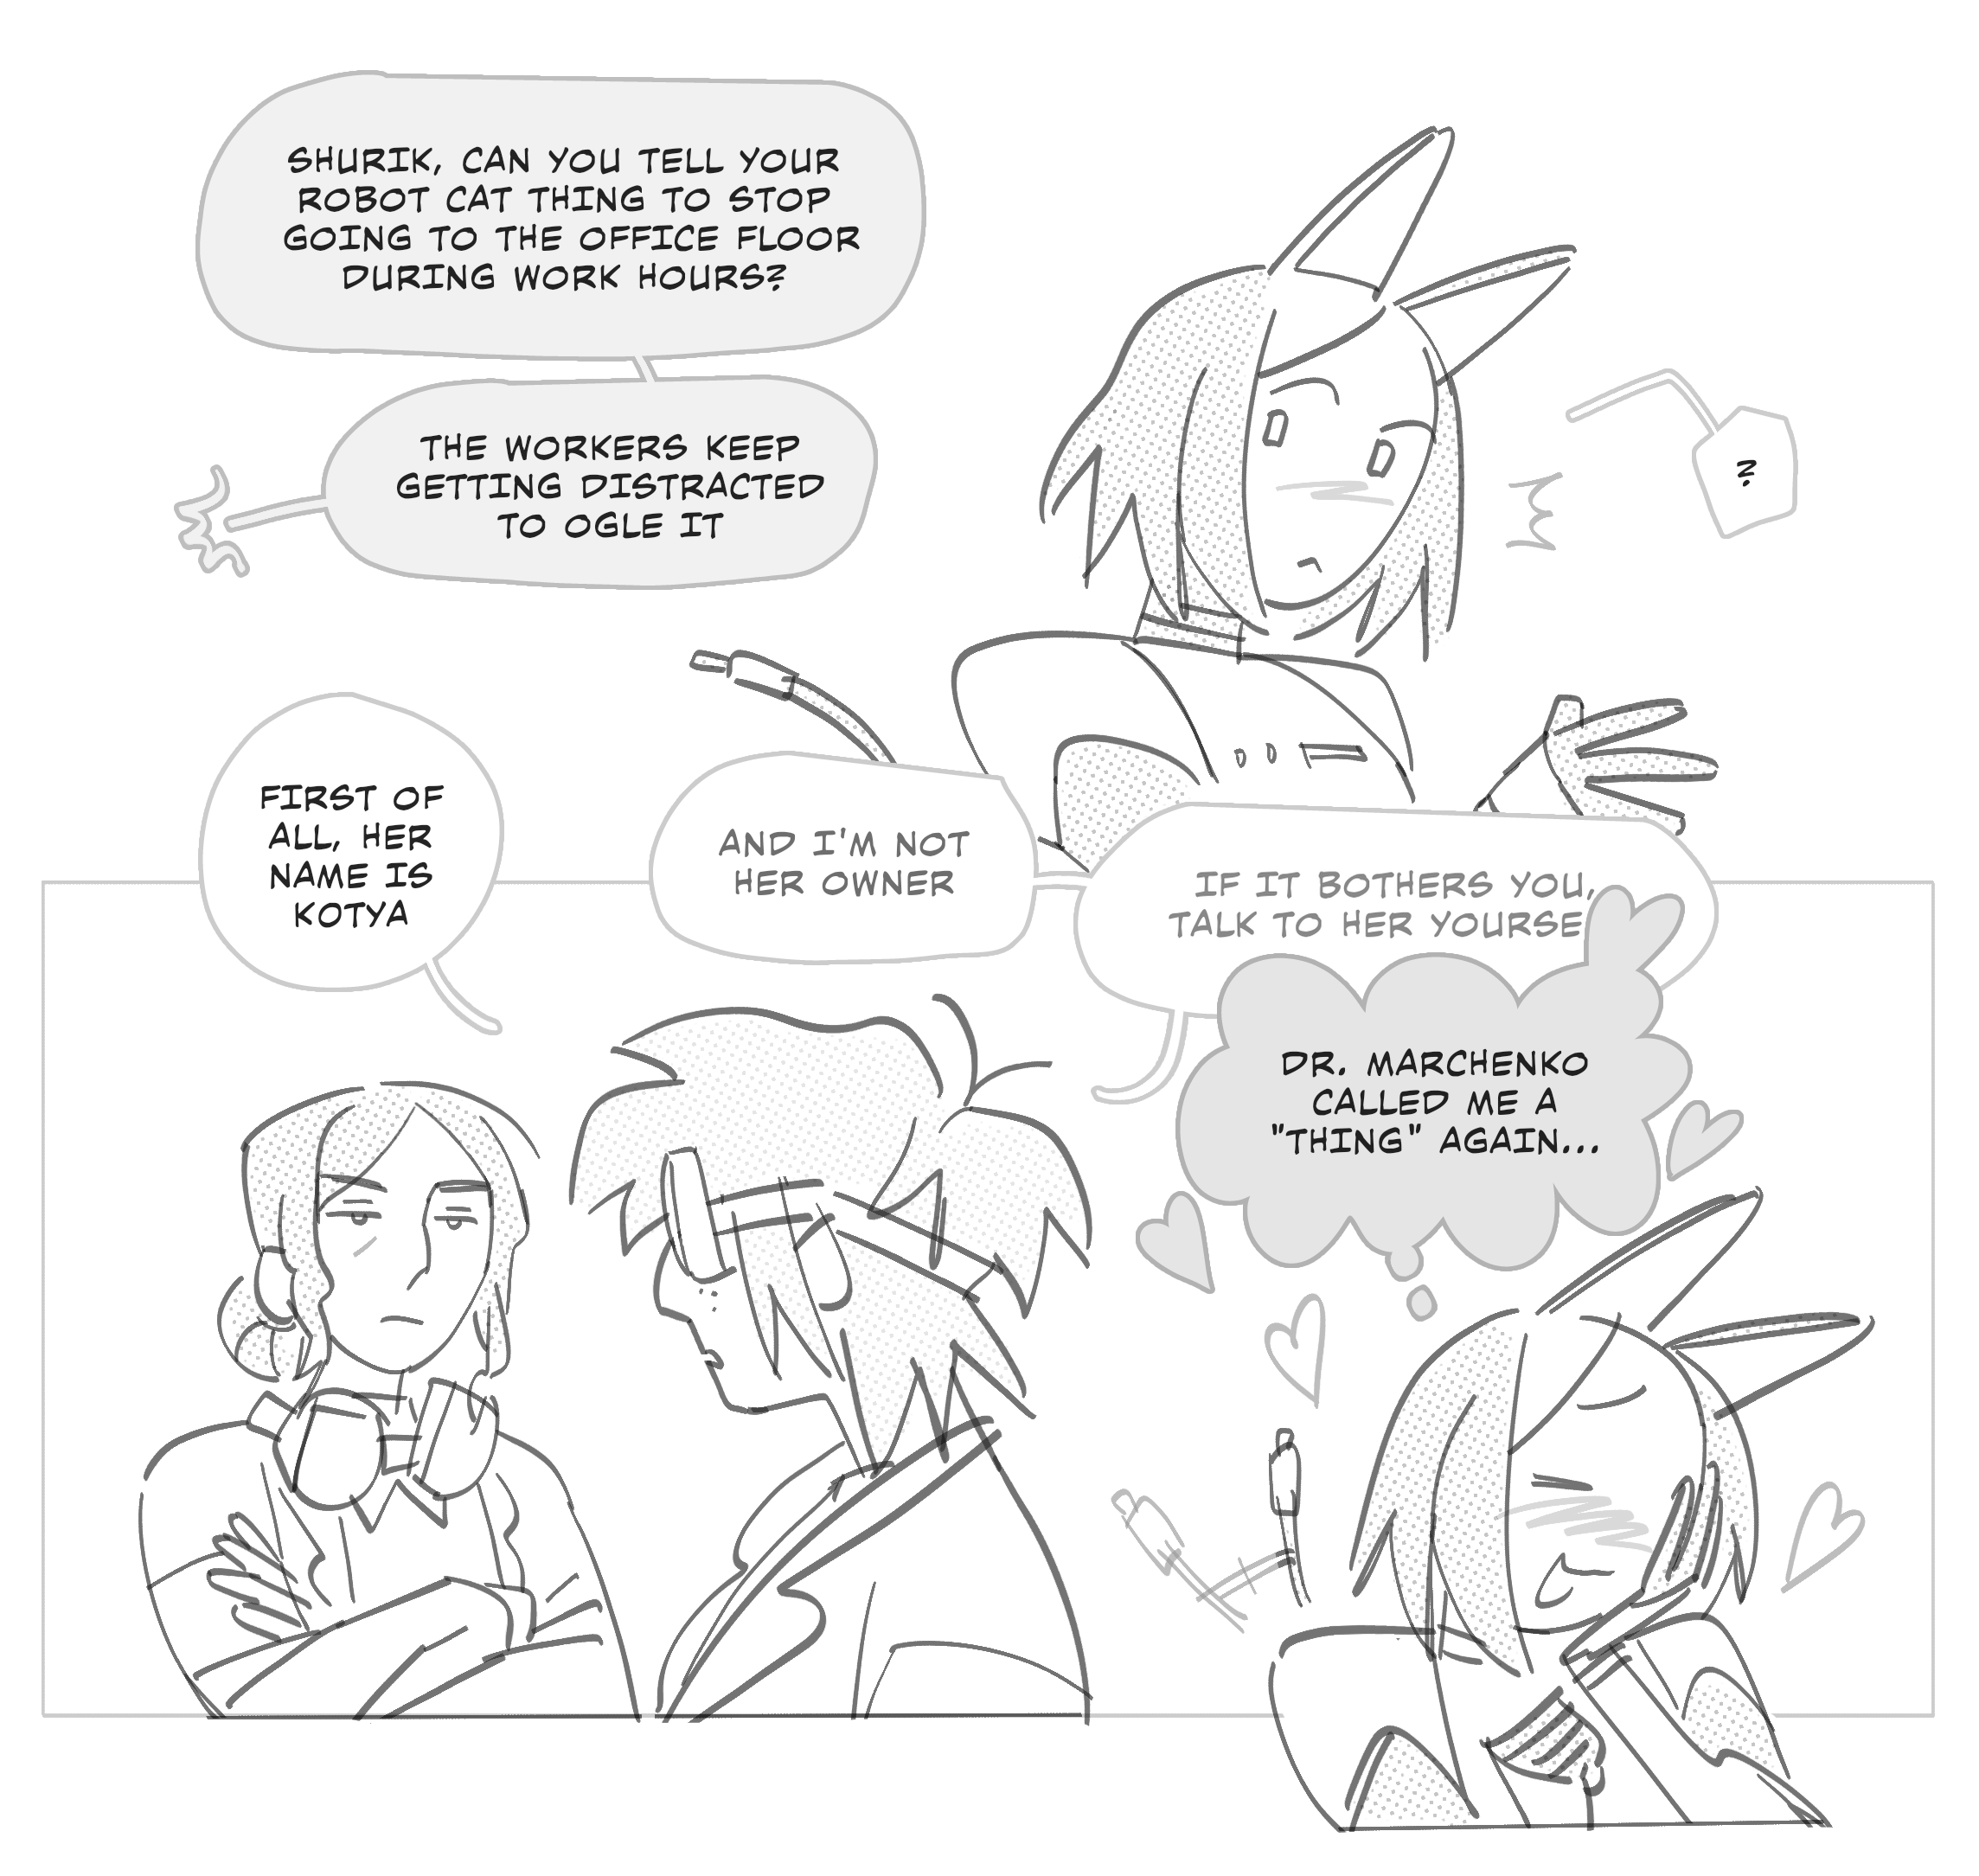 SHURIK, CAN YOU TELL YOUR
ROBOT CAT THING TO STOP
GOING TO THE OFFICE FLOOR
DURING WORK HOURS?
THE WORKERS KEEP
GETTING DISTRACTED
TO OGLE IT
?
FIRST OF
ALL, HER
NAME IS
KOTYA
AND I'M NOT
HER OWNER
IF IT BOTHERS YOU,
TALK TO HER YOURSE
DR. MARCHENKO
CALLED ME A
"THING" AGAIN...